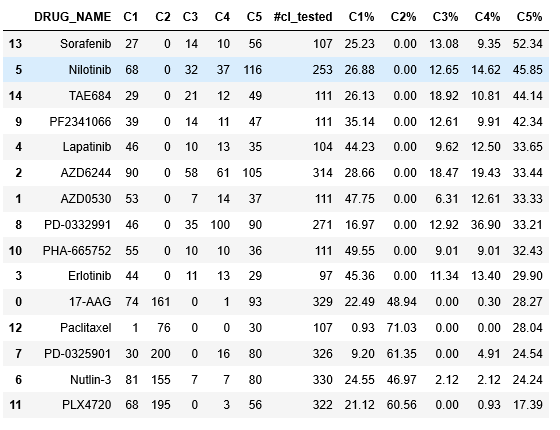 DRUG_NAME C1 C2 C3 C4 C5 #cl_tested C1% C2% C3% C4% C5%
13 Sorafenib 27 0 14 10 56 107 25.23 0.00 13.08 9.35 52.34
5 Nilotinib 68 0 32 37 116 253 26.88 0.00 12.65 14.62 45.85
14 TAE684 29 0 21 12 49 111 26.13 0.00 18.92 10.81 44.14
9 PF2341066 39 0 14 11 47 111 35.14 0.00 12.61 9.91 42.34
4 Lapatinib 46 0 10 13 35 104 44.23 0.00 9.62 12.50 33.65
2 AZD6244 90 0 58 61 105 314 28.66 0.00 18.47 19.43 33.44
1 AZD0530 53 0 7 14 37 111 47.75 0.00 6.31 12.61 33.33
8 PD-0332991 46 0 35 100 90 271 16.97 0.00 12.92 36.90 33.21
10 PHA-665752 55 0 10 10 36 111 49.55 0.00 9.01 9.01 32.43
3 Erlotinib 44 0 11 13 29 97 45.36 0.00 11.34 13.40 29.90
0 17-AAG 74 161 0 1 93 329 22.49 48.94 0.00 0.30 28.27
12 Paclitaxel 1 76 0 0 30 107 0.93 71.03 0.00 0.00 28.04
7 PD-0325901 30 200 0 16 80 326 9.20 61.35 0.00 4.91 24.54
6 Nutlin-3 81 155 7 7 80 330 24.55 46.97 2.12 2.12 24.24
11 PLX4720 68 195 0 3 56 322 21.12 60.56 0.00 0.93 17.39